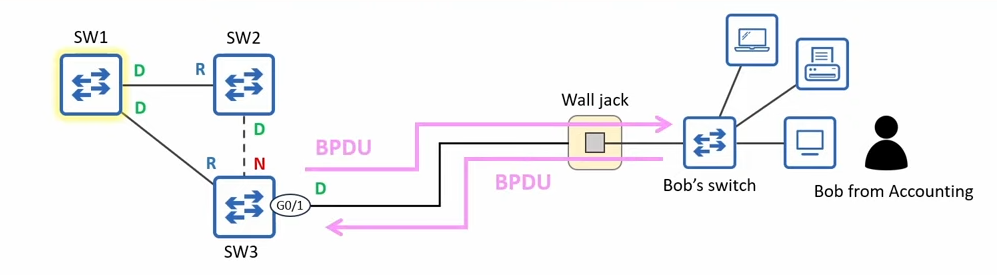 SW1
SW2
D
R
D
D
R
N
SW3
G0/1
D
BPDU
BPDU
Wall jack
Bob's switch
Bob from Accounting